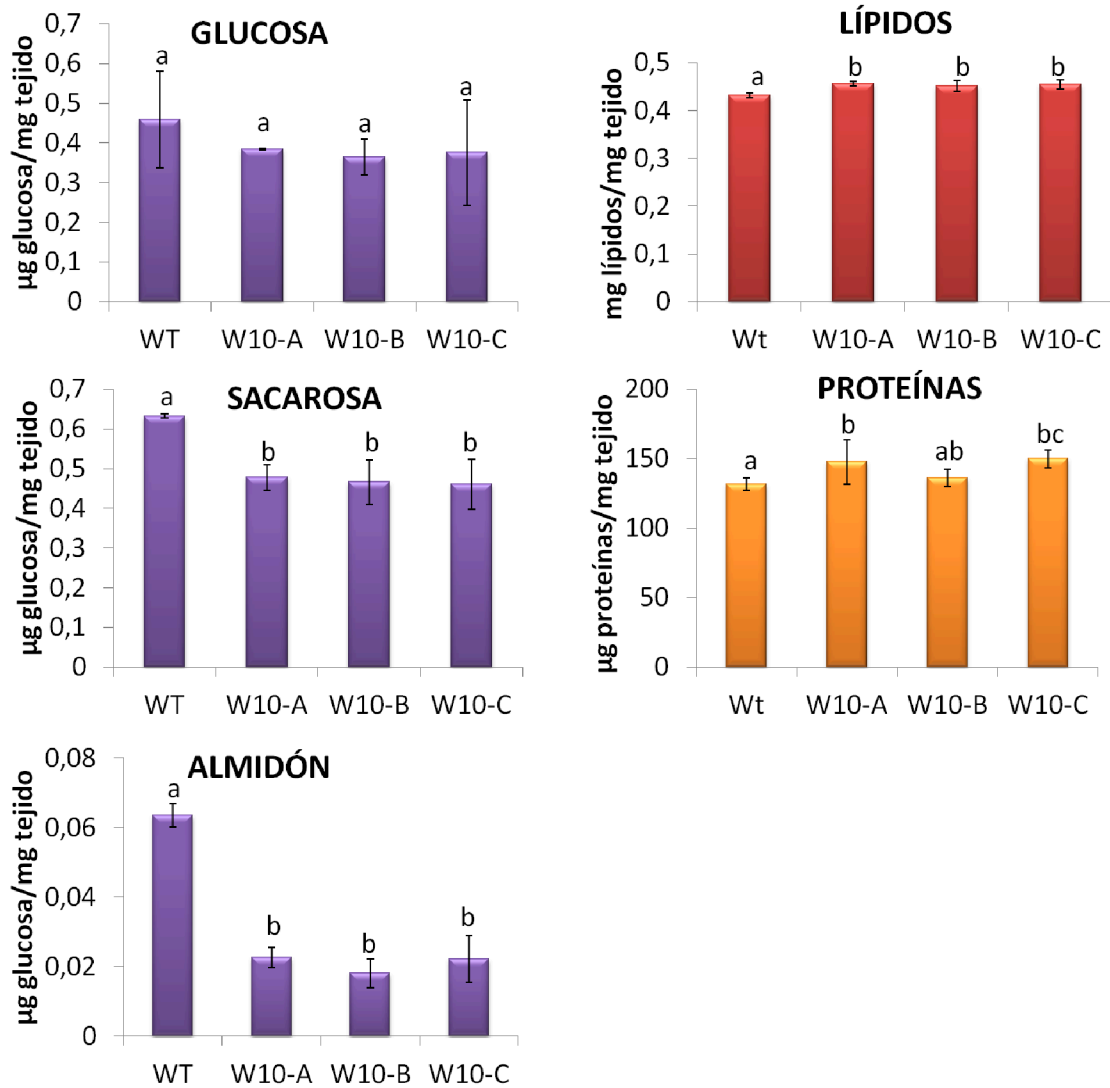 GLUCOSA
µg glucosa/mg tejido
0,7
0,6
0,5
0,4
0,3
0,2
0,1
0
a
a
a
a
WT
W10-A
W10-B
W10-C
LÍPIDOS
mg lípidos/mg tejido
0,5
0,4
0,3
0,2
0,1
0
a
b
b
b
Wt
W10-A
W10-B
W10-C
SACAROSA
µg glucosa/mg tejido
0,7
0,6
0,5
0,4
0,3
0,2
0,1
0
a
b
b
b
WT
W10-A
W10-B
W10-C
PROTEÍNAS
µg proteínas/mg tejido
200
150
100
50
0
a
b
ab
bc
Wt
W10-A
W10-B
W10-C
ALMIDÓN
µg glucosa/mg tejido
0,08
0,06
0,04
0,02
0
a
b
b
b
WT
W10-A
W10-B
W10-C